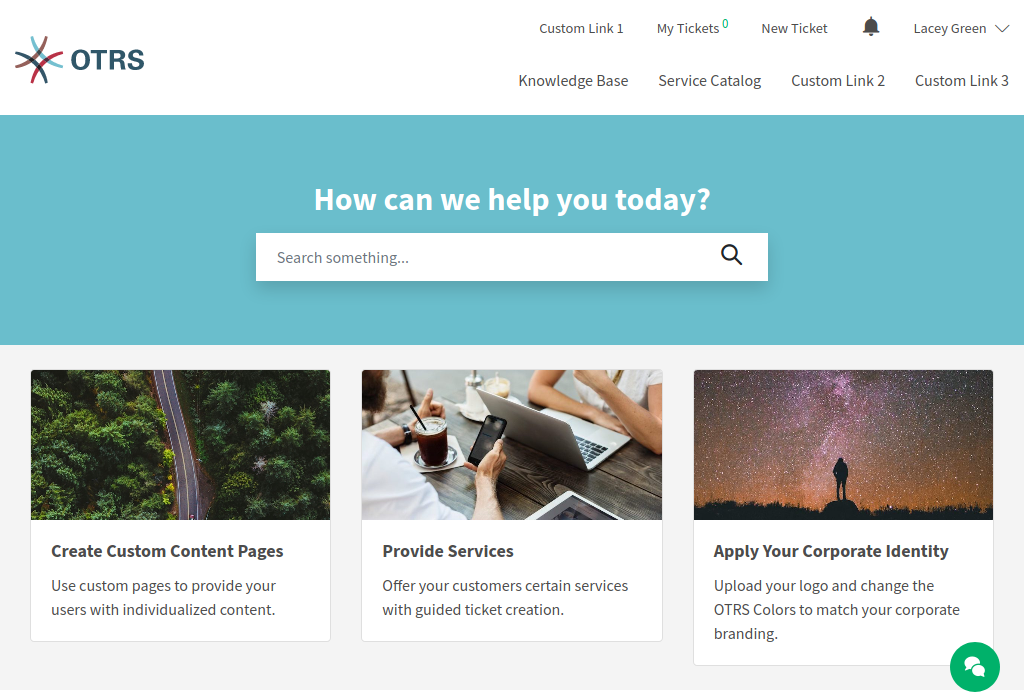 Custom Link 1 My Tickets 0 New Ticket Lacey Green
OTRS
Knowledge Base Service Catalog Custom Link 2 Custom Link 3
How can we help you today?
Search something...
Create Custom Content Pages
Use custom pages to provide your
users with individualized content.
Provide Services
Offer your customers certain services
with guided ticket creation.
Apply Your Corporate Identity
Upload your logo and change the
OTRS Colors to match your corporate
branding.